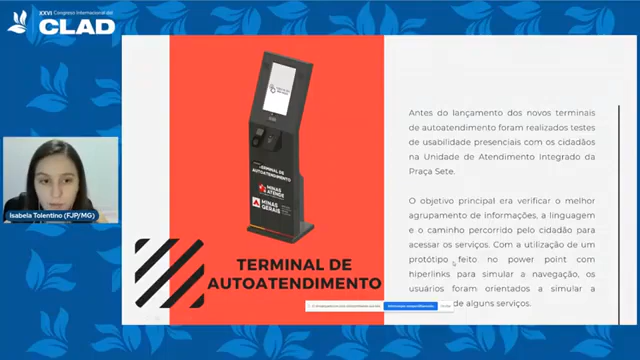 XXVI Congreso Internacional del
CLAD
Isabela Tolentino (FJP/MG)
TERMINAL DE
AUTOATENDIMENTO
MINAS
ATENDE
MINAS
GERAIS
TERMINAL DE
AUTOATENDIMENTO
Antes do lançamento dos novos terminais
de autoatendimento foram realizados testes
de usabilidade presenciais com os cidadãos
na Unidade de Atendimento Integrado da
Praça Sete.
O objetivo principal era verificar o melhor
agrupamento de informações, a linguagem
e o caminho percorrido pelo cidadão para
acessar os serviços. Com a utilização de um
protótipo feito no power point com
hiperlinks para simular a navegação, os
usuários foram orientados a simular a
de alguns serviços.